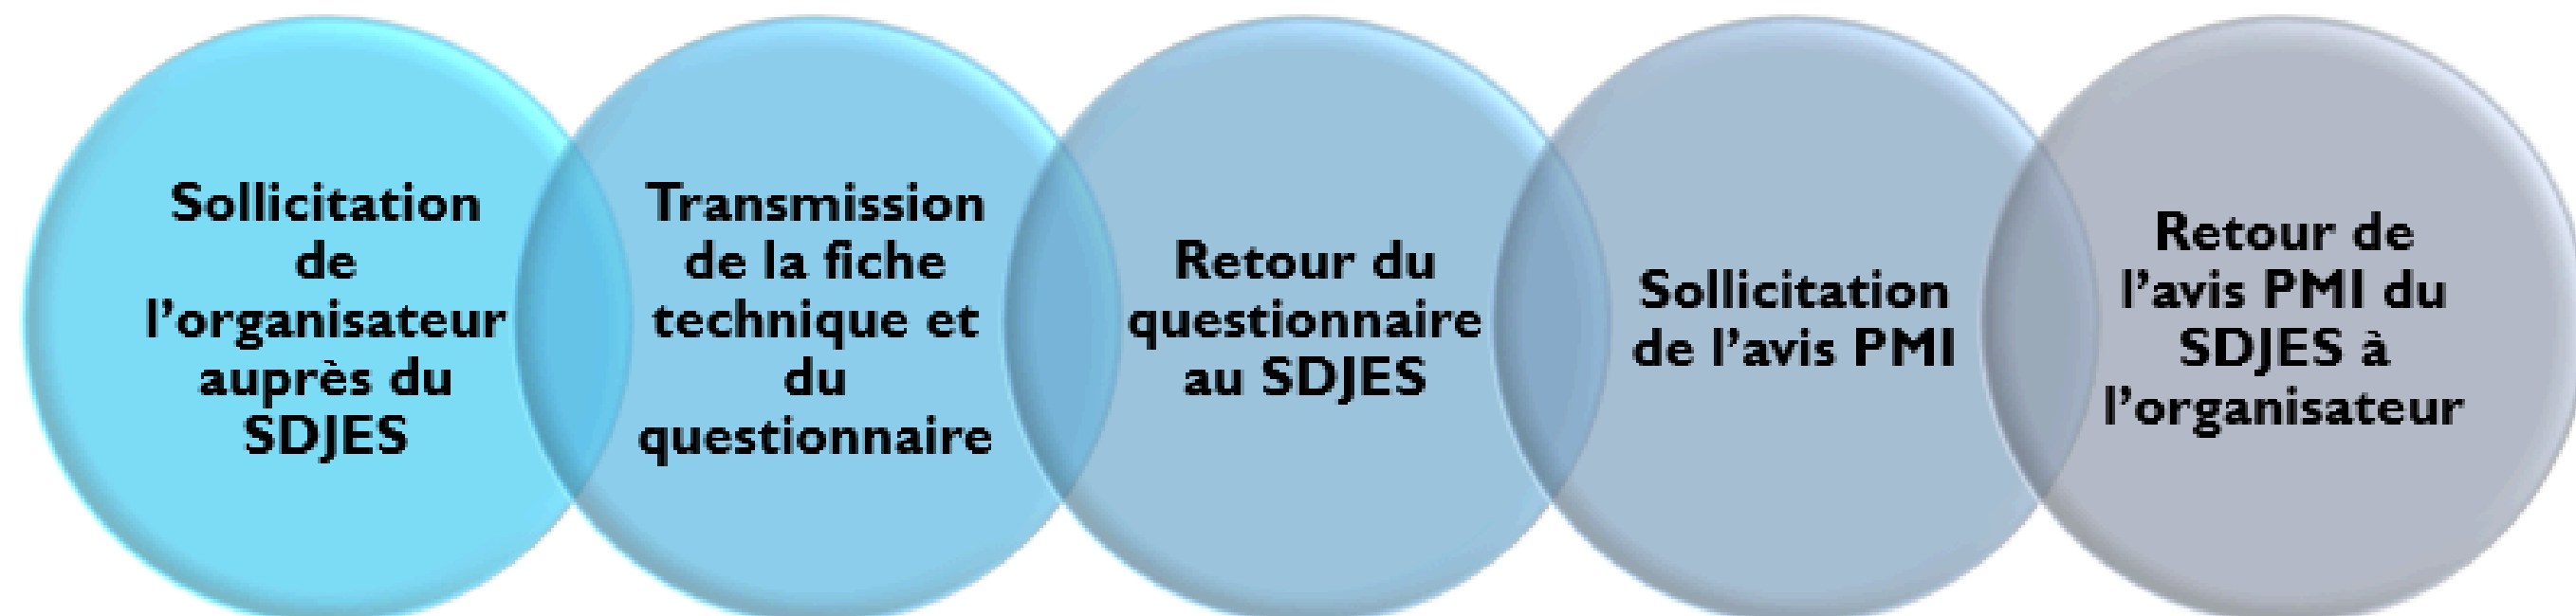 Sollicitation
de
l’organisateur
auprès du
SDJES
Transmission
de la fiche
technique et
du
questionnaire
Retour du
questionnaire
au SDJES
Sollicitation
de l’avis PMI
Retour de
l’avis PMI du
SDJES à
l’organisateur